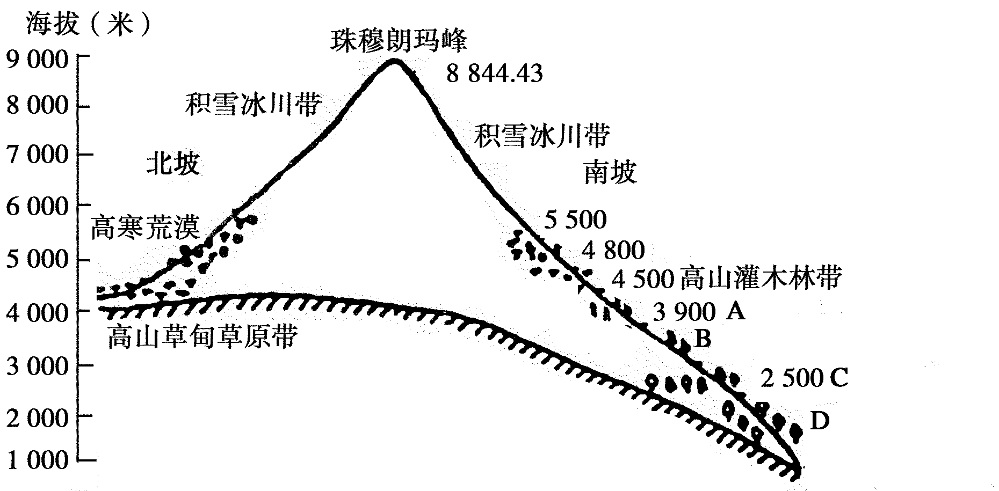 海拔（米）
珠穆朗玛峰
9 000
8 844.43
积雪冰川带
8 000
积雪冰川带
7 000
北坡
南坡
6 000
高寒荒漠
5 500
5 000
4 800
4 500 高山灌木林带
4 000
3 900 A
高山草甸草原带
B
3 000
2 500 C
2 000
D
1 000